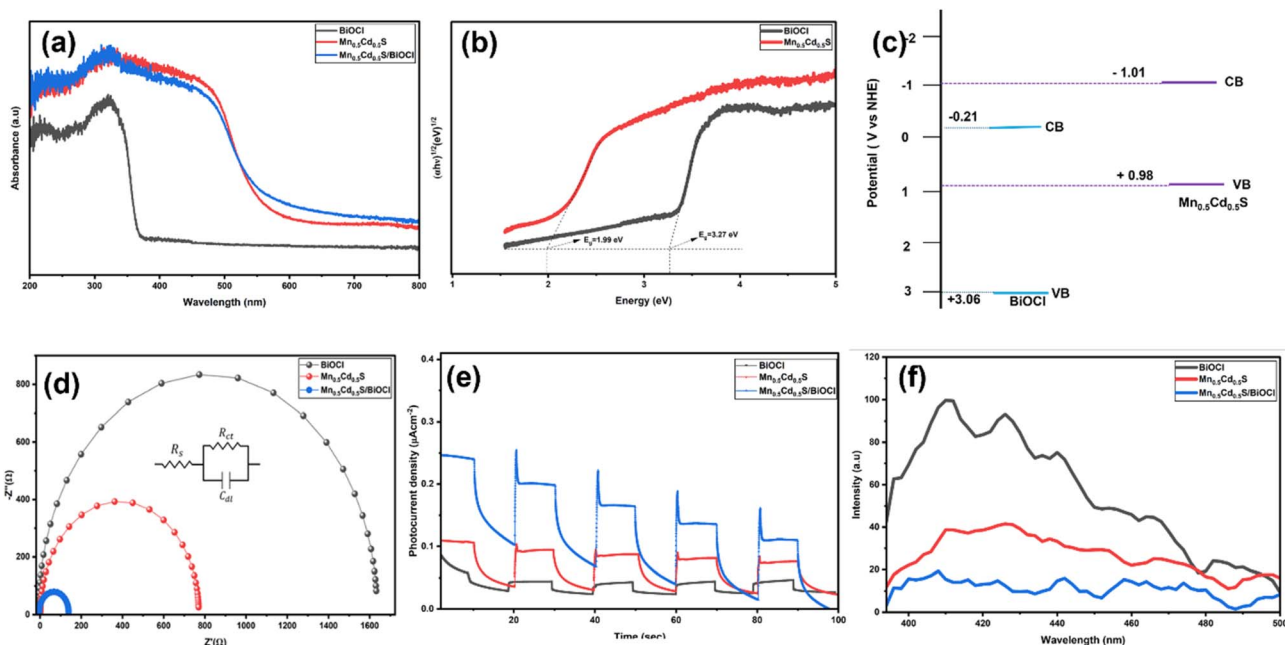 (a)
BiOCl
Mn0.5Cd0.5S
Mn0.5Cd0.5S/BiOCl
Absorbance (a.u)
200 300 400 500 600 700 800
Wavelength (nm)
(b)
BiOCl
Mn0.5Cd0.5S
(αhν)1/2(eV)1/2
Eg=1.99 eV
Eg=3.27 eV
1 2 3 4 5
Energy (eV)
(c)
Potential ( V vs NHE)
-2
-1
0
1
2
3
- 1.01
CB
-0.21
CB
+ 0.98
VB
Mn0.5Cd0.5S
+3.06
VB
BiOCl
(d)
BiOCl
Mn0.5Cd0.5S
Mn0.5Cd0.5S/BiOCl
-Z''(Ω)
800
600
400
200
0
Rs
Rct
Cdl
0 200 400 600 800 1000 1200 1400 1600
Z'(Ω)
(e)
BiOCl
Mn0.5Cd0.5S
Mn0.5Cd0.5S/BiOCl
Photocurrent density (µAcm-2)
0.4
0.3
0.2
0.1
0.0
20 40 60 80 100
Time (sec)
(f)
BiOCl
Mn0.5Cd0.5S
Mn0.5Cd0.5S/BiOCl
Intensity (a.u)
120
100
80
60
40
20
0
400 420 440 460 480 500
Wavelength (nm)